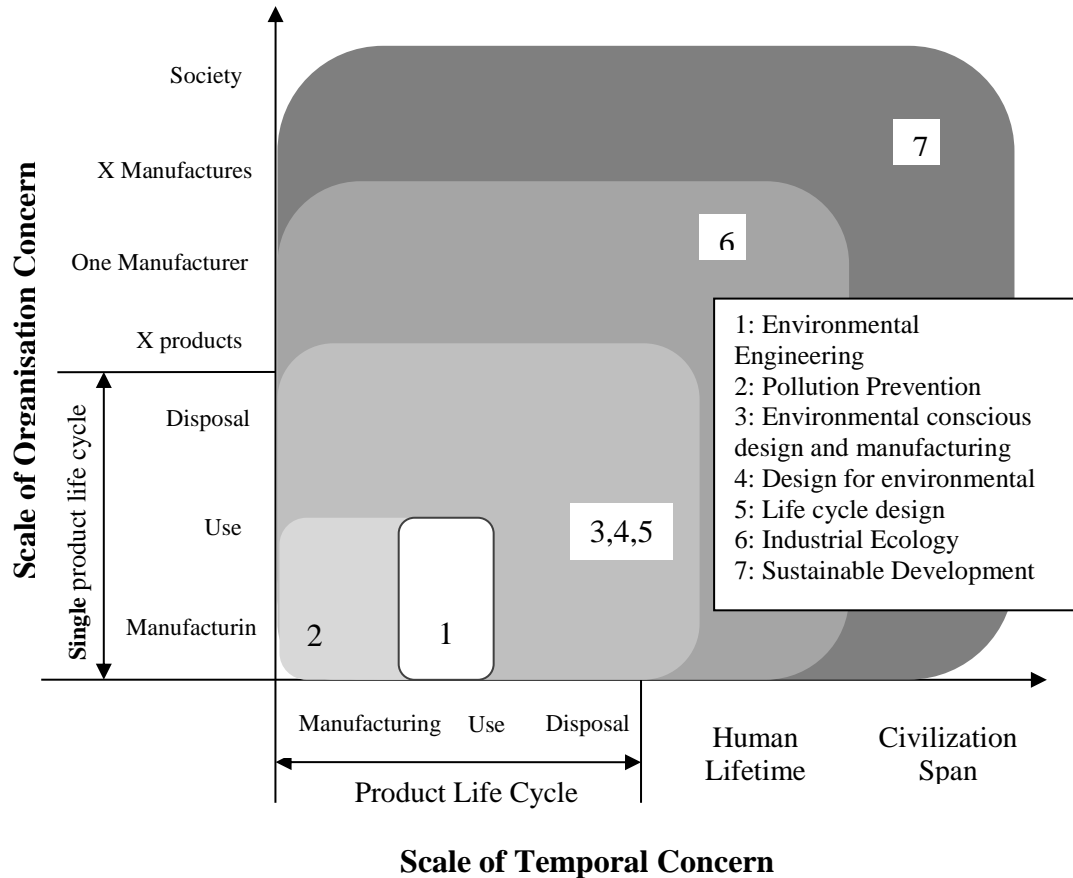 Society
7
X Manufactures
6
One Manufacturer
X products
Disposal
Use
Manufacturin
Scale of Organisation Concern
Single product life cycle
3,4,5
2
1
1: Environmental
Engineering
2: Pollution Prevention
3: Environmental conscious
design and manufacturing
4: Design for environmental
5: Life cycle design
6: Industrial Ecology
7: Sustainable Development
Manufacturing Use Disposal
Human
Lifetime
Civilization
Span
Product Life Cycle
Scale of Temporal Concern